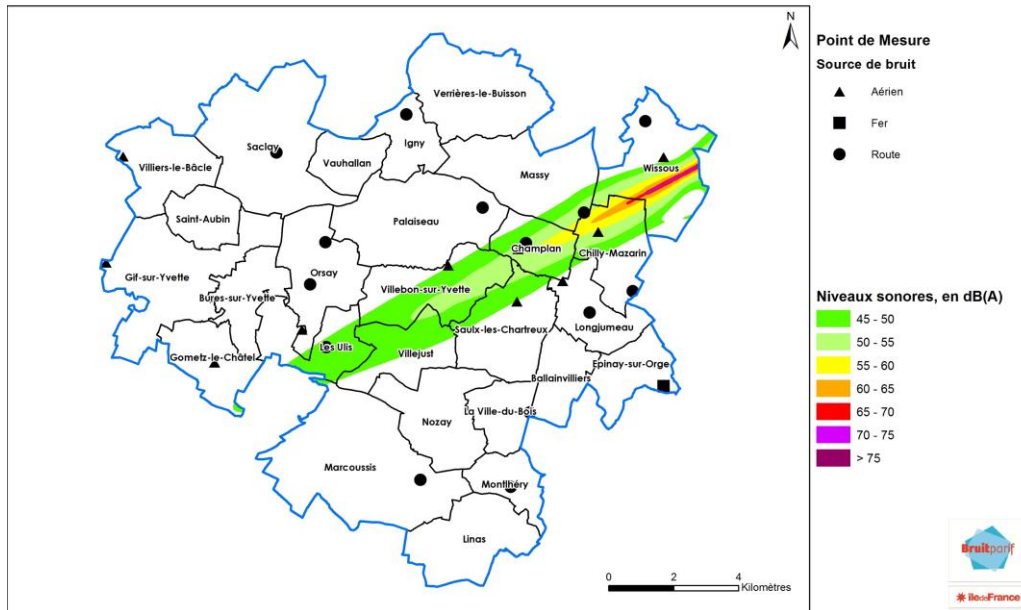 N
Verrières-le-Buisson
Igny
Saclay
Vauhallan
Villiers-le-Bâcle
Massy
Wissous
Saint-Aubin
Palaiseau
Champlan
Chilly-Mazarin
Gif-sur-Yvette
Orsay
Villebon-sur-Yvette
Bures-sur-Yvette
Saulx-les-Chartreux
Longjumeau
Gometz-le-Châtel
Les Ulis
Villejust
Epinay-sur-Orge
Ballainvilliers
La Ville-du-Bois
Nozay
Marcoussis
Montlhéry
Linas
0 2 4
Kilomètres
Point de Mesure
Source de bruit
Aérien
Fer
Route
Niveaux sonores, en dB(A)
45 - 50
50 - 55
55 - 60
60 - 65
65 - 70
70 - 75
> 75
Bruitparif
île de France